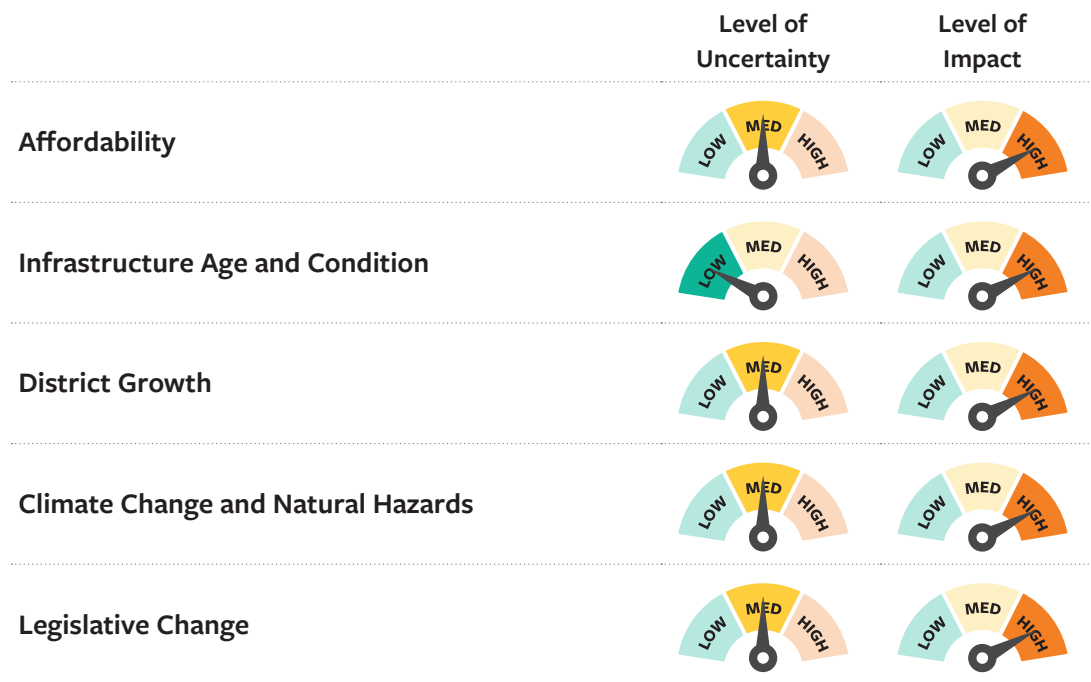 Level of Uncertainty
Level of Impact
Affordability
LOW MED HIGH
LOW MED HIGH
Infrastructure Age and Condition
LOW MED HIGH
LOW MED HIGH
District Growth
LOW MED HIGH
LOW MED HIGH
Climate Change and Natural Hazards
LOW MED HIGH
LOW MED HIGH
Legislative Change
LOW MED HIGH
LOW MED HIGH